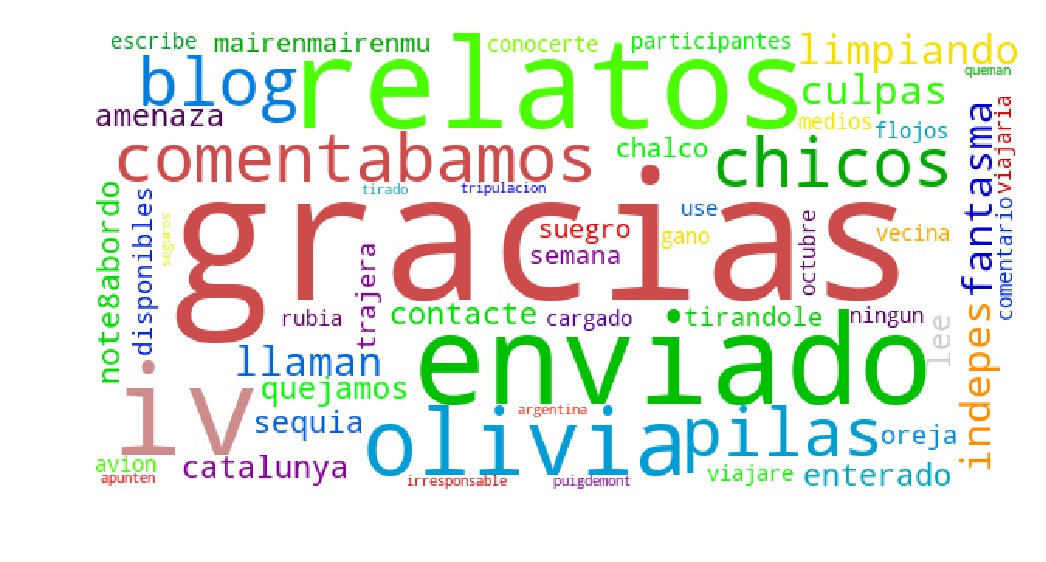 escribe
mairenmairenmu
conocerte
participantes
limpiando
blog
relatos
queman
culpas
amenaza
medios
flojos
comentabamos
chalco
chicos
fantasma
viajaria
tirado
tripulacion
note8abordo
disponibles
seguros
gracias
suegro
use
gano
semana
octubre
vecina
comentario
trajera
rubia
contacte
cargado
tirandole
ningun
lee
indepes
llaman
enviado
quejamos
iv
sequia
argentina
olivia
pilas
oreja
avion
apunten
catalunya
irresponsable
puigdemont
viajare
enterado